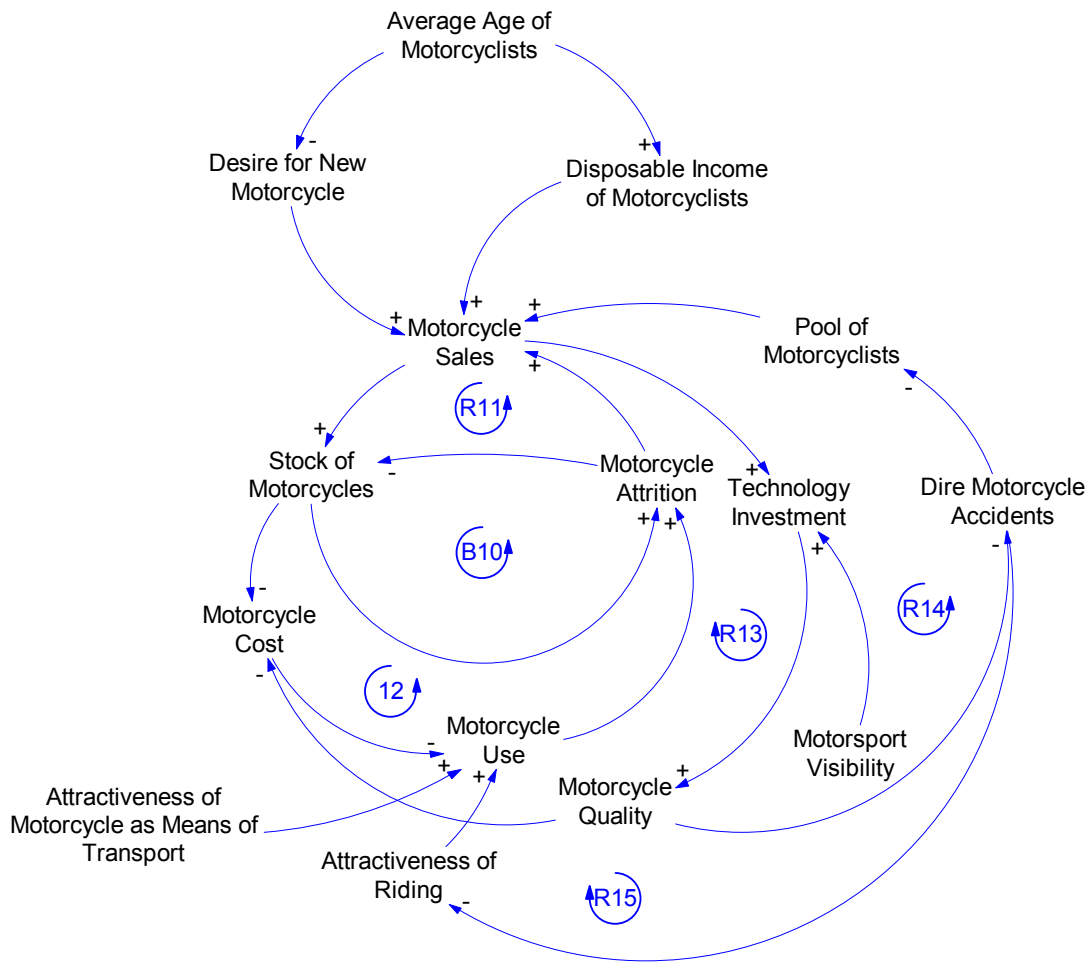 Average Age of
Motorcyclists
-
+
Desire for New
Motorcycle
Disposable Income
of Motorcyclists
+
+
+
Motorcycle
Sales
+
Pool of
Motorcyclists
-
R11
+
Stock of
Motorcycles
-
Motorcycle
Attrition
+
+
+
Technology
Investment
+
Dire Motorcycle
Accidents
-
B10
-
Motorcycle
Cost
-
R13
R14
12
Motorcycle
Use
-
+
+
Motorsport
Visibility
+
Motorcycle
Quality
Attractiveness of
Motorcycle as Means of
Transport
Attractiveness of
Riding
-
R15